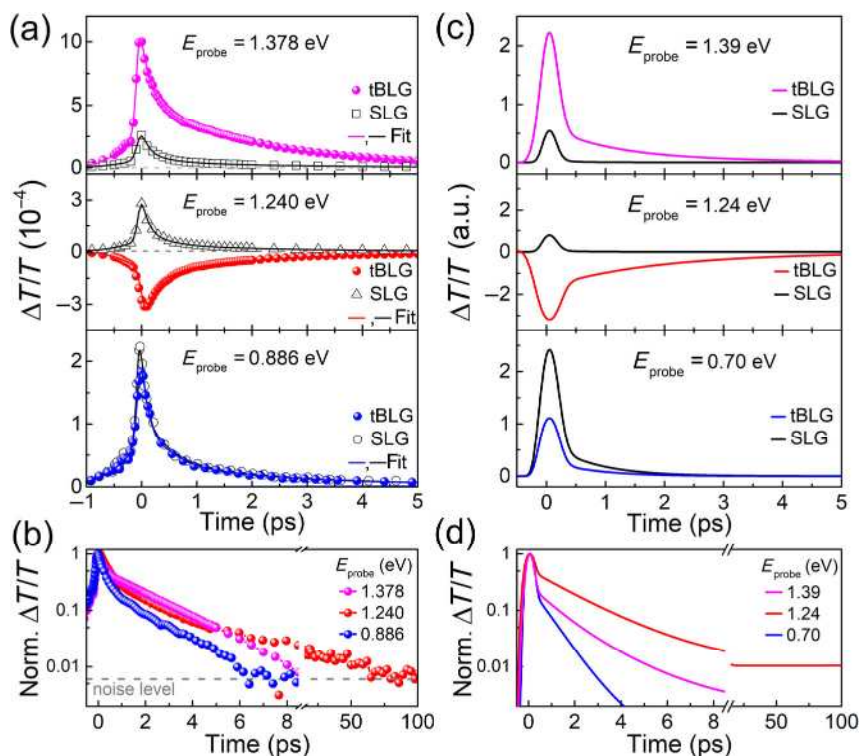 (a)
E_probe = 1.378 eV
10
5
0
tBLG
SLG
,— Fit
E_probe = 1.240 eV
3
0
−3
tBLG
SLG
,— Fit
ΔT/T (10⁻⁴)
E_probe = 0.886 eV
2
1
0
tBLG
SLG
,— Fit
−1 0 1 2 3 4 5
Time (ps)
(c)
E_probe = 1.39 eV
2
1
0
tBLG
SLG
E_probe = 1.24 eV
2
0
−2
tBLG
SLG
ΔT/T (a.u.)
E_probe = 0.70 eV
2
1
0
tBLG
SLG
0 1 2 3 4 5
Time (ps)
(b)
Norm. ΔT/T
1
0.1
0.01
E_probe (eV)
1.378
1.240
0.886
noise level
0 2 4 6 8 50 100
Time (ps)
(d)
Norm. ΔT/T
1
0.1
0.01
E_probe (eV)
1.39
1.24
0.70
0 2 4 6 8 50 100
Time (ps)